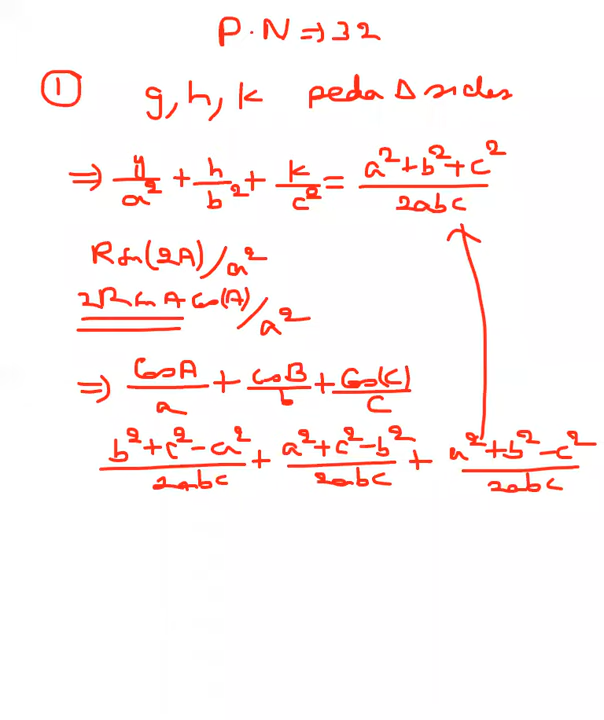 P.N ⇒ 32
① g, h, k peda Δ sides
⇒ g/a² + h/b² + k/c² = (a²+b²+c²)/2abc
R sin(2A)/a²
2R sin A cos(A)/a²
⇒ CosA/a + cosB/b + Cos(C)/C
(b²+c²-a²)/2abc + (a²+c²-b²)/2abc + (a²+b²-c²)/2abc